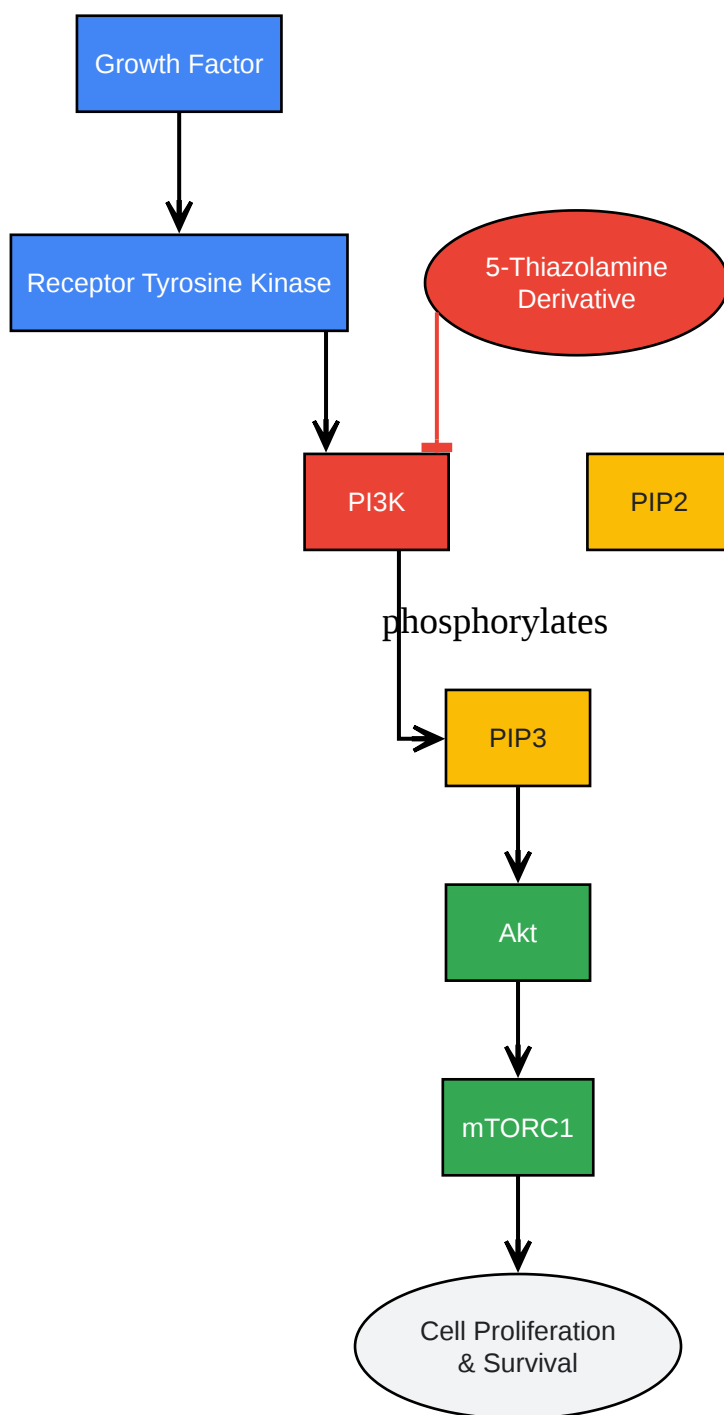 Growth Factor
Receptor Tyrosine Kinase
5-Thiazolamine
Derivative
PI3K
PIP2
phosphorylates
PIP3
Akt
mTORC1
Cell Proliferation
& Survival